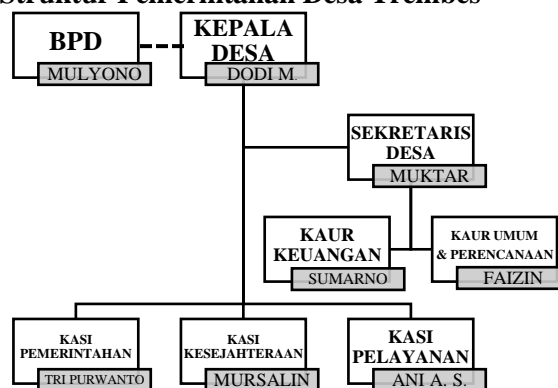 Struktur Pemerintahan Desa Trembes
BPD
MULYONO
KEPALA
DESA
DODI M.
SEKRETARIS
DESA
MUKTAR
KAUR
KEUANGAN
SUMARNO
KAUR UMUM
& PERENCANAAN
FAIZIN
KASI
PEMERINTAHAN
TRI PURWANTO
KASI
KESEJAHTERAAN
MURSALIN
KASI
PELAYANAN
ANI A. S.